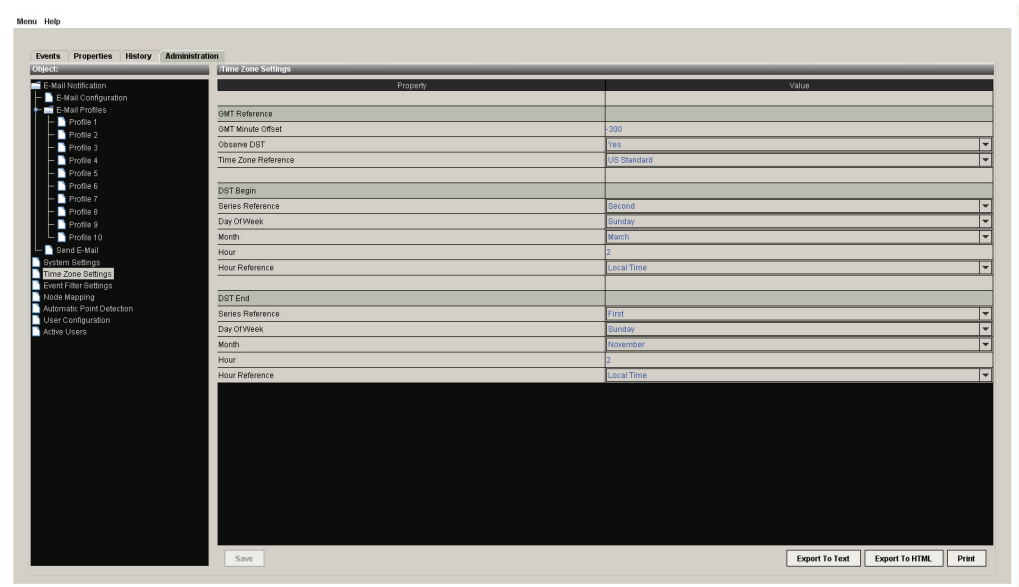 Menu Help
Events Properties History Administration
Object:
E-Mail Notification
E-Mail Configuration
E-Mail Profiles
Profile 1
Profile 2
Profile 3
Profile 4
Profile 5
Profile 6
Profile 7
Profile 8
Profile 9
Profile 10
Send E-Mail
System Settings
Time Zone Settings
Event Filter Settings
Node Mapping
Automatic Point Detection
User Configuration
Active Users
/Time Zone Settings
Property Value
GMT Reference
GMT Minute Offset -300
Observe DST Yes
Time Zone Reference US Standard
DST Begin
Series Reference Second
Day Of Week Sunday
Month March
Hour 2
Hour Reference Local Time
DST End
Series Reference First
Day Of Week Sunday
Month November
Hour 2
Hour Reference Local Time
Save Export To Text Export To HTML Print